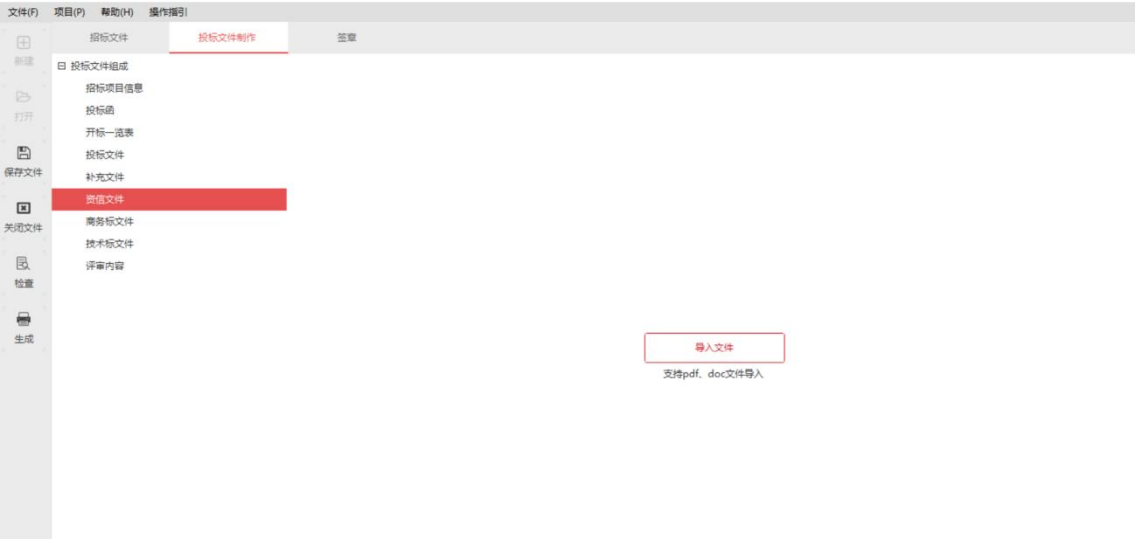 文件(F) 项目(P) 帮助(H) 操作指引
招标文件 投标文件制作 签章
新建
打开
保存文件
关闭文件
检查
生成
投标文件组成
招标项目信息
投标函
开标一览表
投标文件
补充文件
资信文件
商务标文件
技术标文件
评审内容
导入文件
支持pdf、doc文件导入